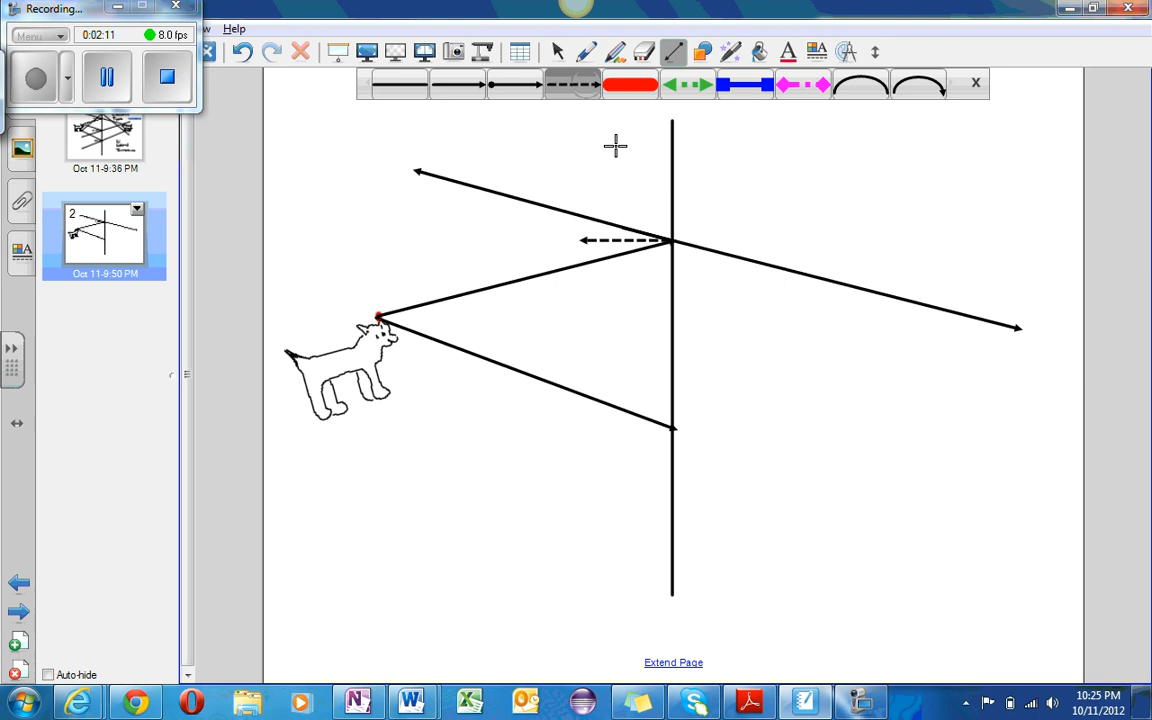 Recording...
Menu
0:02:11
8.0 fps
w
Help
X
Oct 11-9:36 PM
2
Oct 11-9:50 PM
Auto-hide
Extend Page
10:25 PM
10/11/2012